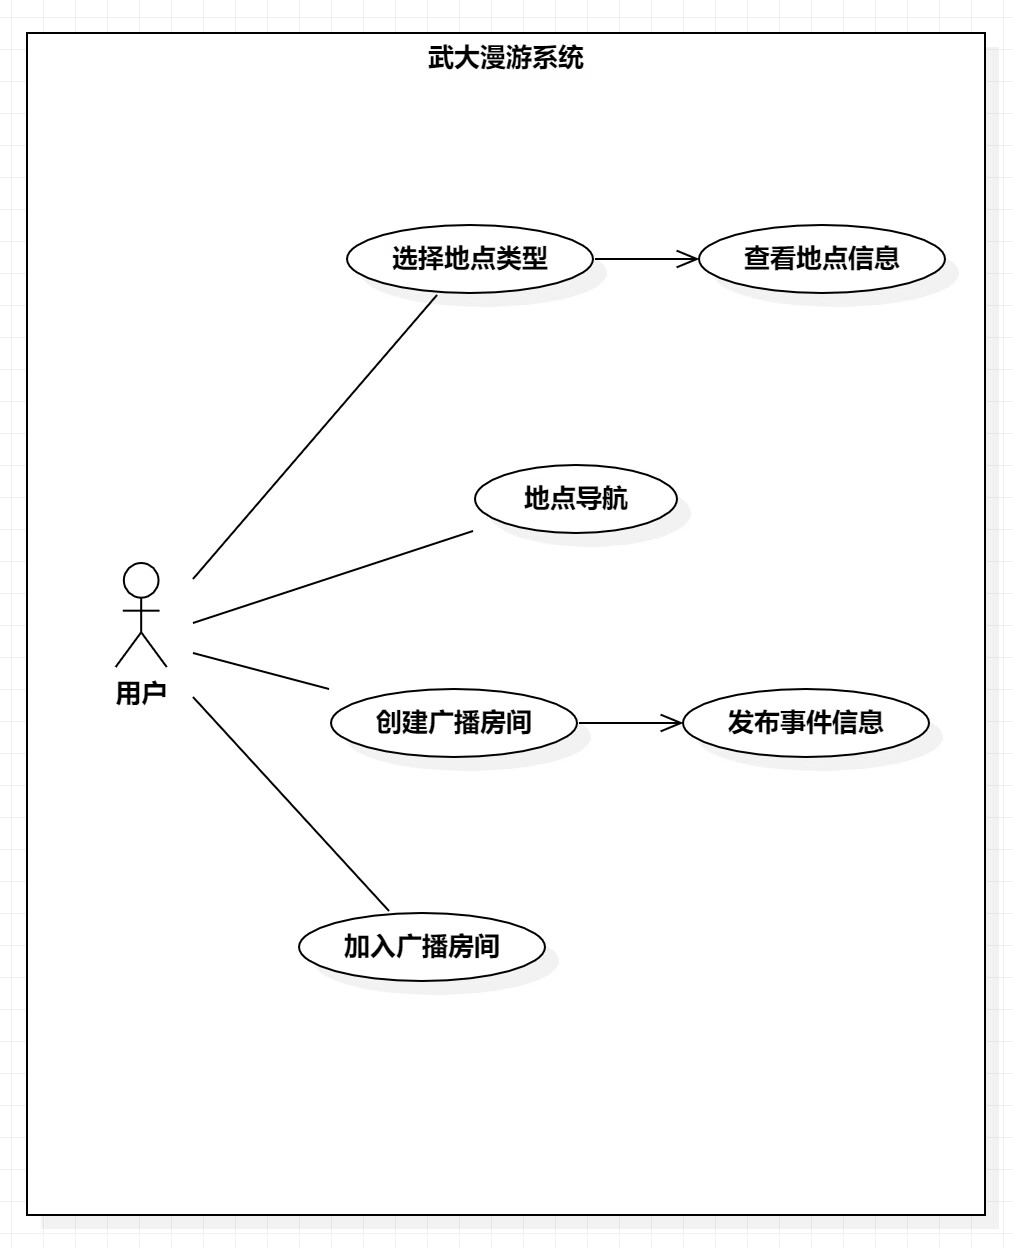 武大漫游系统
选择地点类型
查看地点信息
地点导航
用户
创建广播房间
发布事件信息
加入广播房间